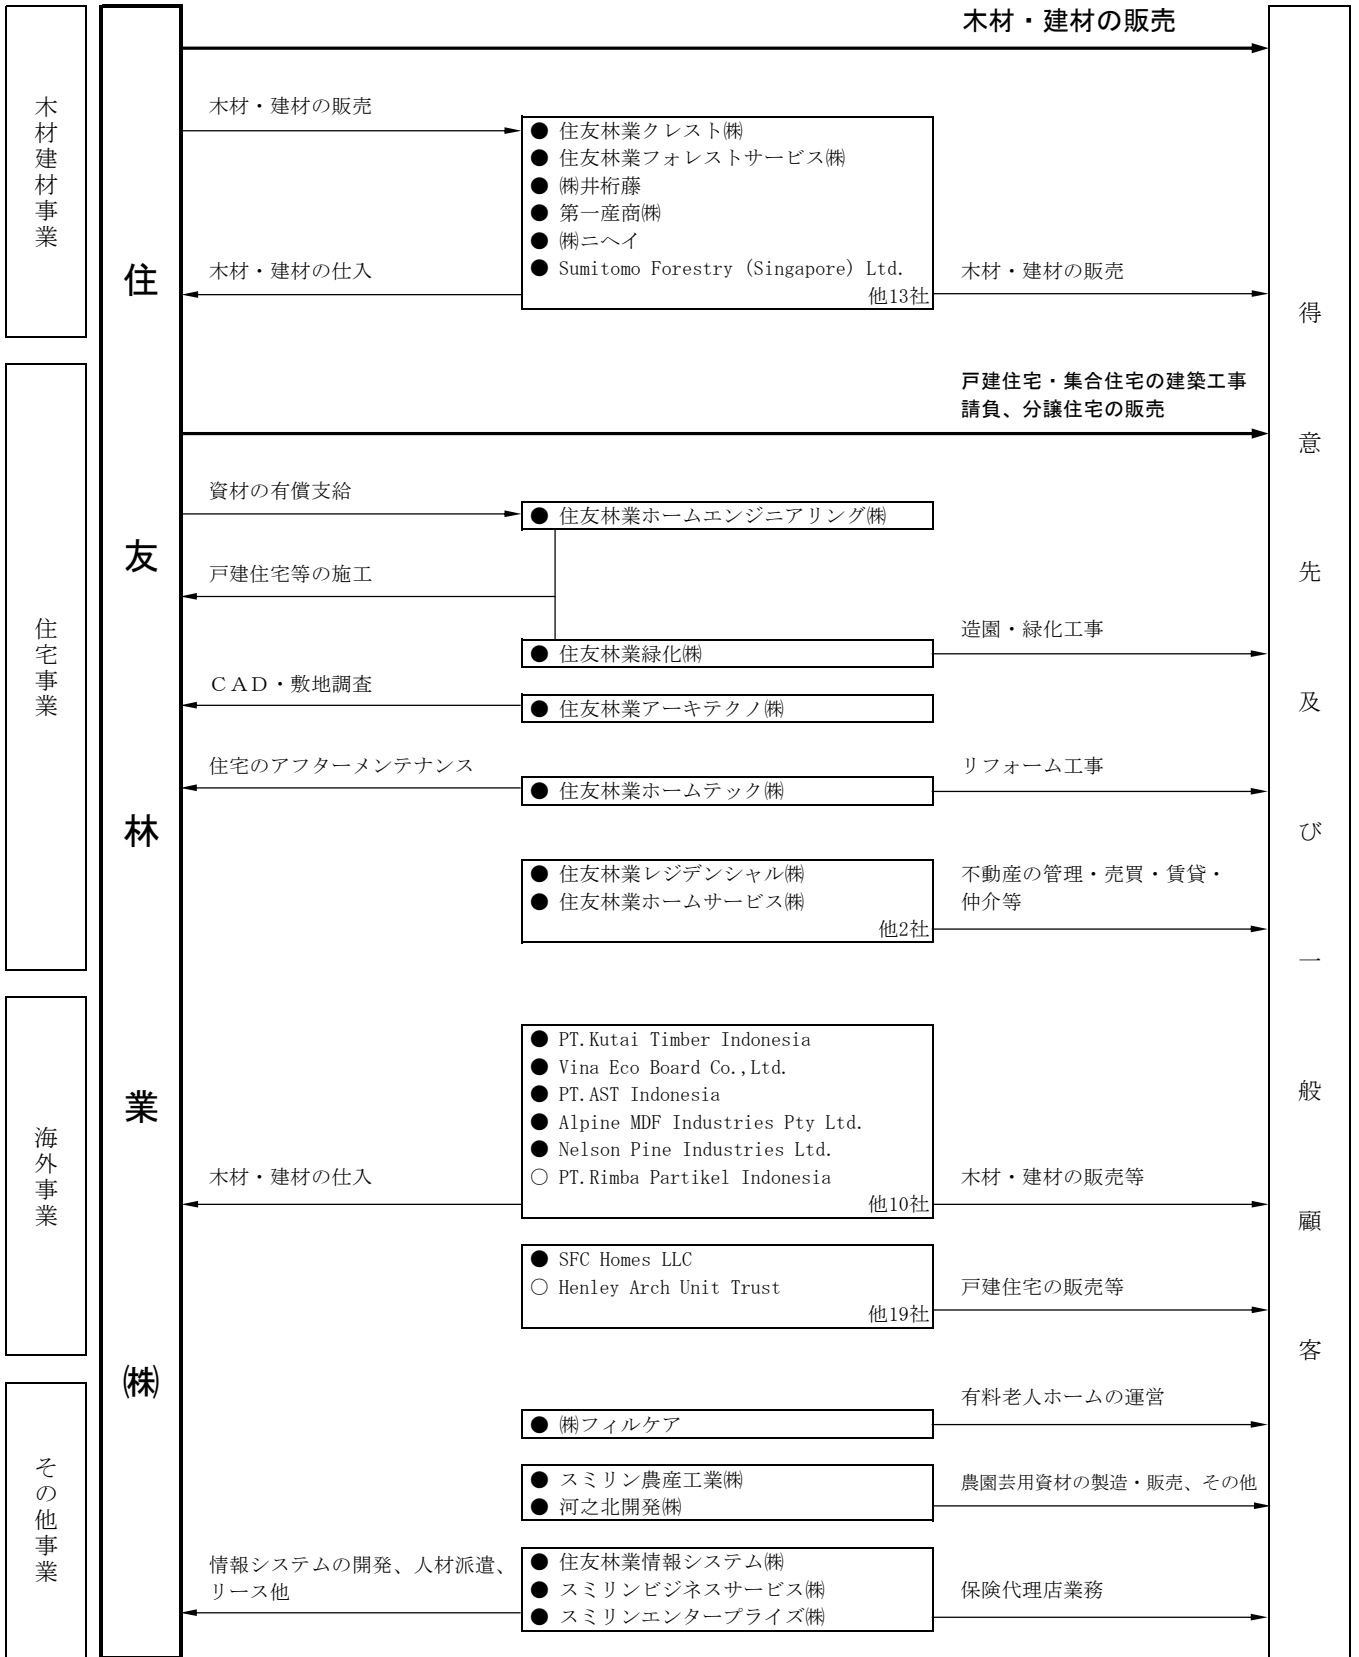 木材・建材の販売
木材建材事業
木材・建材の販売
● 住友林業クレスト㈱
● 住友林業フォレストサービス㈱
● ㈱井桁藤
● 第一産商㈱
● ㈱ニヘイ
● Sumitomo Forestry (Singapore) Ltd.
他13社
木材・建材の仕入
木材・建材の販売
住友林業㈱
得意先及び一般顧客
住宅事業
戸建住宅・集合住宅の建築工事
請負、分譲住宅の販売
資材の有償支給
● 住友林業ホームエンジニアリング㈱
戸建住宅等の施工
● 住友林業緑化㈱
造園・緑化工事
CAD・敷地調査
● 住友林業アーキテクノ㈱
住宅のアフターメンテナンス
● 住友林業ホームテック㈱
リフォーム工事
● 住友林業レジデンシャル㈱
● 住友林業ホームサービス㈱
他2社
不動産の管理・売買・賃貸・
仲介等
海外事業
● PT.Kutai Timber Indonesia
● Vina Eco Board Co.,Ltd.
● PT.AST Indonesia
● Alpine MDF Industries Pty Ltd.
● Nelson Pine Industries Ltd.
○ PT.Rimba Partikel Indonesia
他10社
木材・建材の仕入
木材・建材の販売等
● SFC Homes LLC
○ Henley Arch Unit Trust
他19社
戸建住宅の販売等
その他事業
● ㈱フィルケア
有料老人ホームの運営
● スミリン農産工業㈱
● 河之北開発㈱
農園芸用資材の製造・販売、その他
情報システムの開発、人材派遣、
リース他
● 住友林業情報システム㈱
● スミリンビジネスサービス㈱
● スミリンエンタープライズ㈱
保険代理店業務